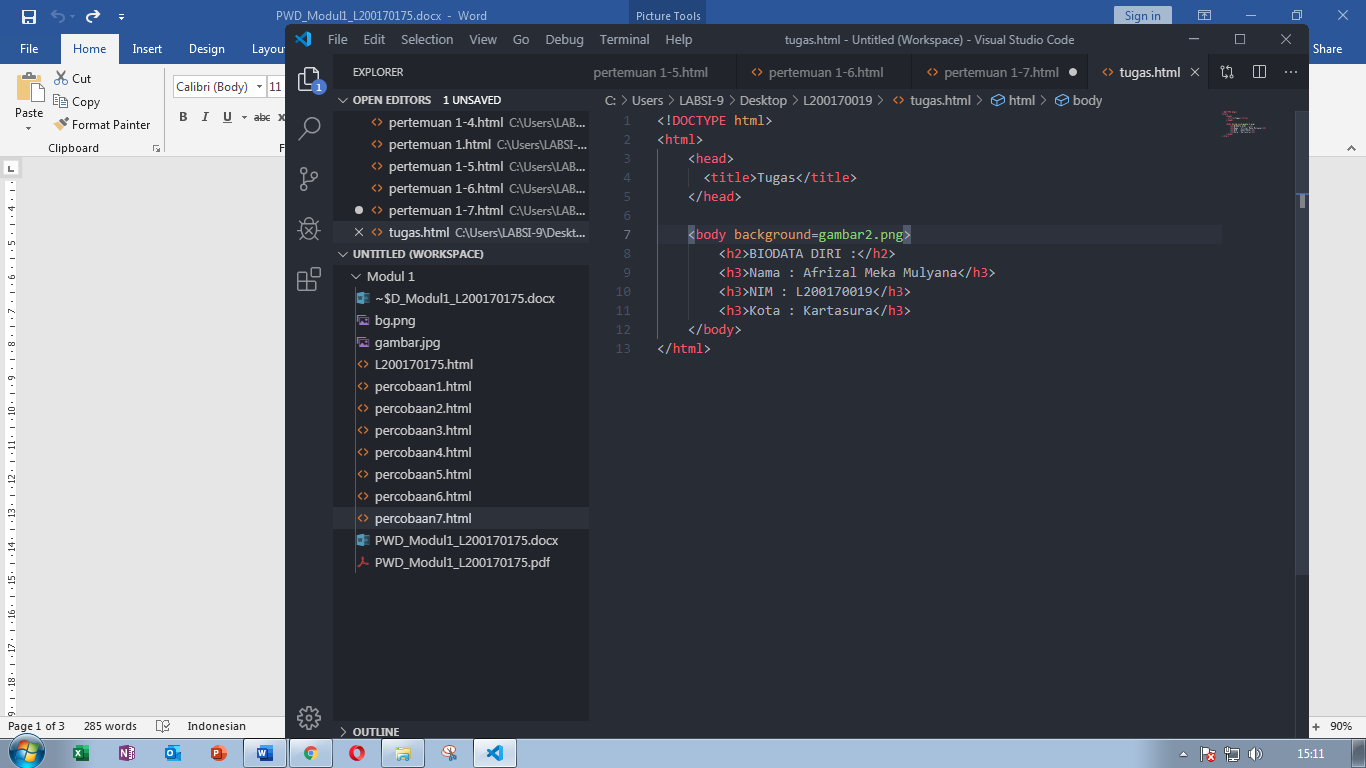 PWD_Modul1_L200170175.docx - Word
Picture Tools
Sign in
File Home Insert Design Layou
Share
Paste
Cut
Copy
Format Painter
Clipboard
Calibri (Body) 11
B I U abc x
F
File Edit Selection View Go Debug Terminal Help
tugas.html - Untitled (Workspace) - Visual Studio Code
1
EXPLORER
OPEN EDITORS 1 UNSAVED
pertemuan 1-4.html C:\Users\LAB...
pertemuan 1.html C:\Users\LABSI-...
pertemuan 1-5.html C:\Users\LAB...
pertemuan 1-6.html C:\Users\LAB...
pertemuan 1-7.html C:\Users\LAB...
tugas.html C:\Users\LABSI-9\Deskt...
UNTITLED (WORKSPACE)
Modul 1
~$D_Modul1_L200170175.docx
bg.png
gambar.jpg
L200170175.html
percobaan1.html
percobaan2.html
percobaan3.html
percobaan4.html
percobaan5.html
percobaan6.html
percobaan7.html
PWD_Modul1_L200170175.docx
PWD_Modul1_L200170175.pdf
OUTLINE
pertemuan 1-5.html pertemuan 1-6.html pertemuan 1-7.html tugas.html
C: > Users > LABSI-9 > Desktop > L200170019 > tugas.html > html > body
1 <!DOCTYPE html>
2 <html>
3 <head>
4 <title>Tugas</title>
5 </head>
6
7 <body background=gambar2.png>
8 <h2>BIODATA DIRI :</h2>
9 <h3>Nama : Afrizal Meka Mulyana</h3>
10 <h3>NIM : L200170019</h3>
11 <h3>Kota : Kartasura</h3>
12 </body>
13 </html>
Page 1 of 3 285 words Indonesian
+ 90%
15:11